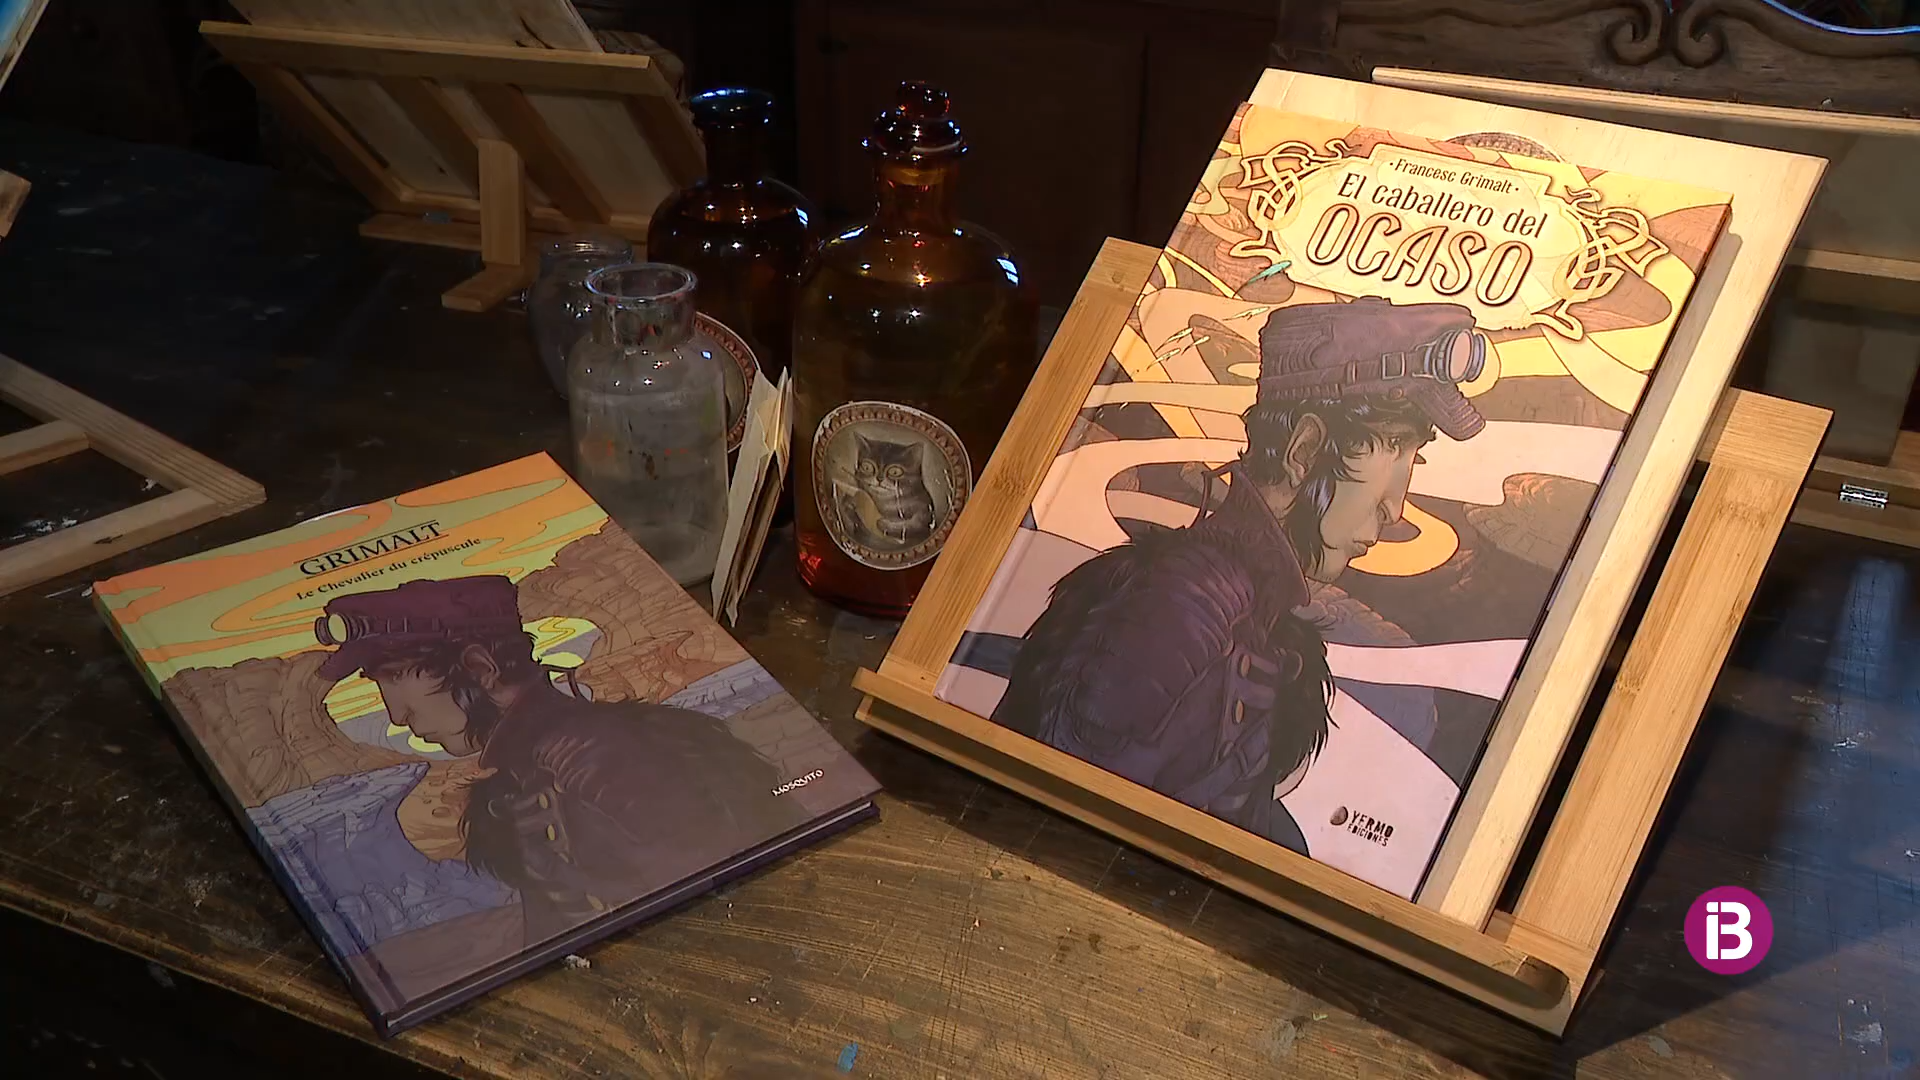 GRIMALT
Le Chevalier du crépuscule
MOSQUITO
·Francesc Grimalt·
El caballero del
OCASO
YERMO
EDICIONES
iB